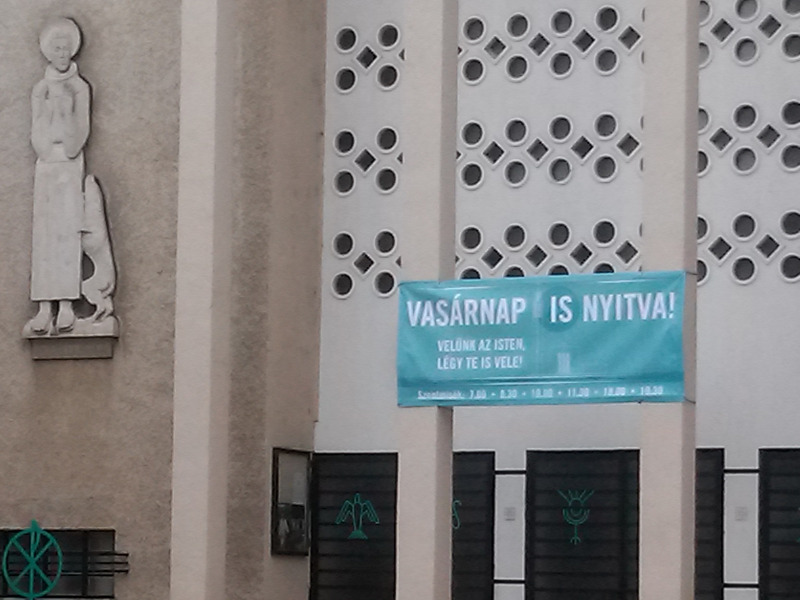 VASÁRNAP IS NYITVA!
VELÜNK AZ ISTEN,
LÉGY TE IS VELE!
Szentmisék: 7.00 • 8.30 • 10.00 • 11.30 • 18.00 • 19.30